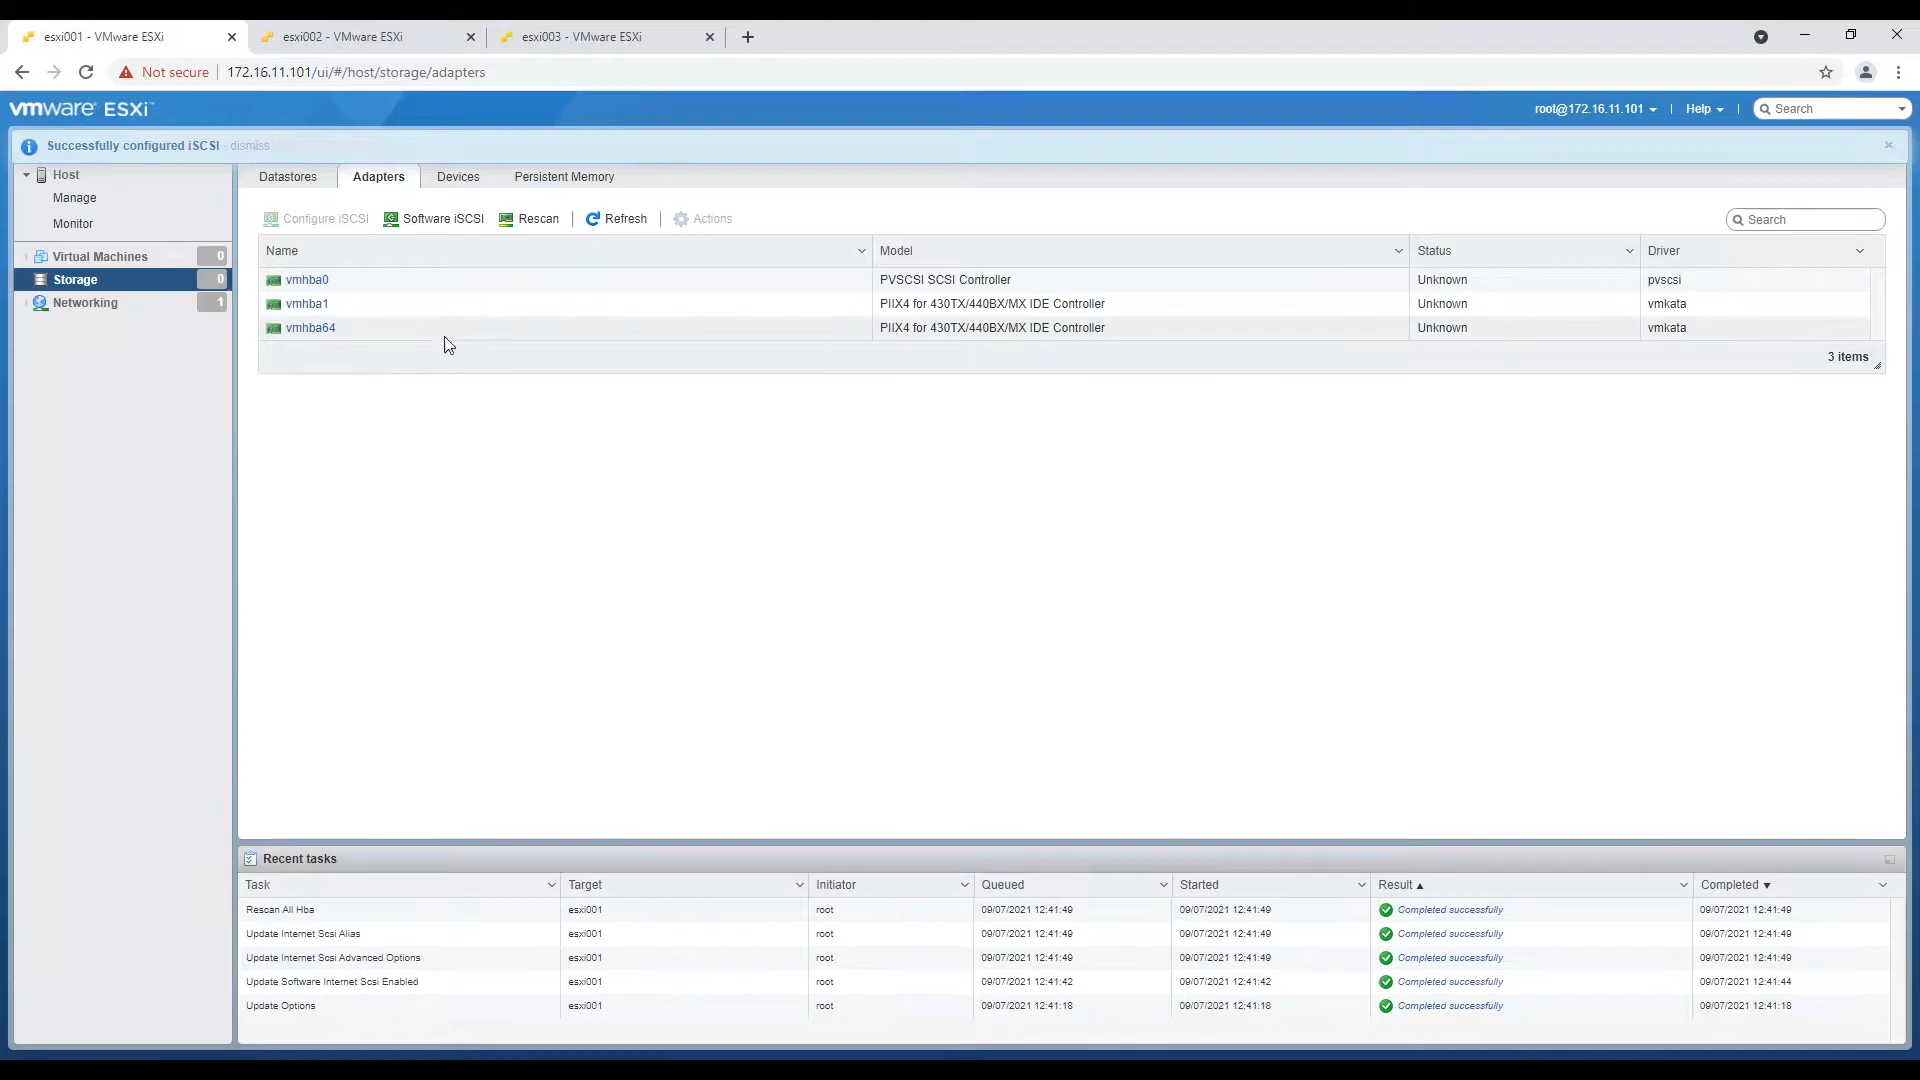 esxi001 - VMware ESXi
esxi002 - VMware ESXi
esxi003 - VMware ESXi
Not secure 172.16.11.101/ui/#/host/storage/adapters
vmware ESXi™
root@172.16.11.101 | Help | Search
Successfully configured iSCSI - dismiss
Host
Manage
Monitor
Virtual Machines 0
Storage 0
Networking 1
Datastores Adapters Devices Persistent Memory
Configure iSCSI Software iSCSI Rescan | Refresh | Actions Search
Name Model Status Driver
vmhba0 PVSCSI SCSI Controller Unknown pvscsi
vmhba1 PIIX4 for 430TX/440BX/MX IDE Controller Unknown vmkata
vmhba64 PIIX4 for 430TX/440BX/MX IDE Controller Unknown vmkata
3 items
Recent tasks
Task Target Initiator Queued Started Result ▲ Completed ▼
Rescan All Hba esxi001 root 09/07/2021 12:41:49 09/07/2021 12:41:49 Completed successfully 09/07/2021 12:41:49
Update Internet Scsi Alias esxi001 root 09/07/2021 12:41:49 09/07/2021 12:41:49 Completed successfully 09/07/2021 12:41:49
Update Internet Scsi Advanced Options esxi001 root 09/07/2021 12:41:49 09/07/2021 12:41:49 Completed successfully 09/07/2021 12:41:49
Update Software Internet Scsi Enabled esxi001 root 09/07/2021 12:41:42 09/07/2021 12:41:42 Completed successfully 09/07/2021 12:41:44
Update Options esxi001 root 09/07/2021 12:41:18 09/07/2021 12:41:18 Completed successfully 09/07/2021 12:41:18